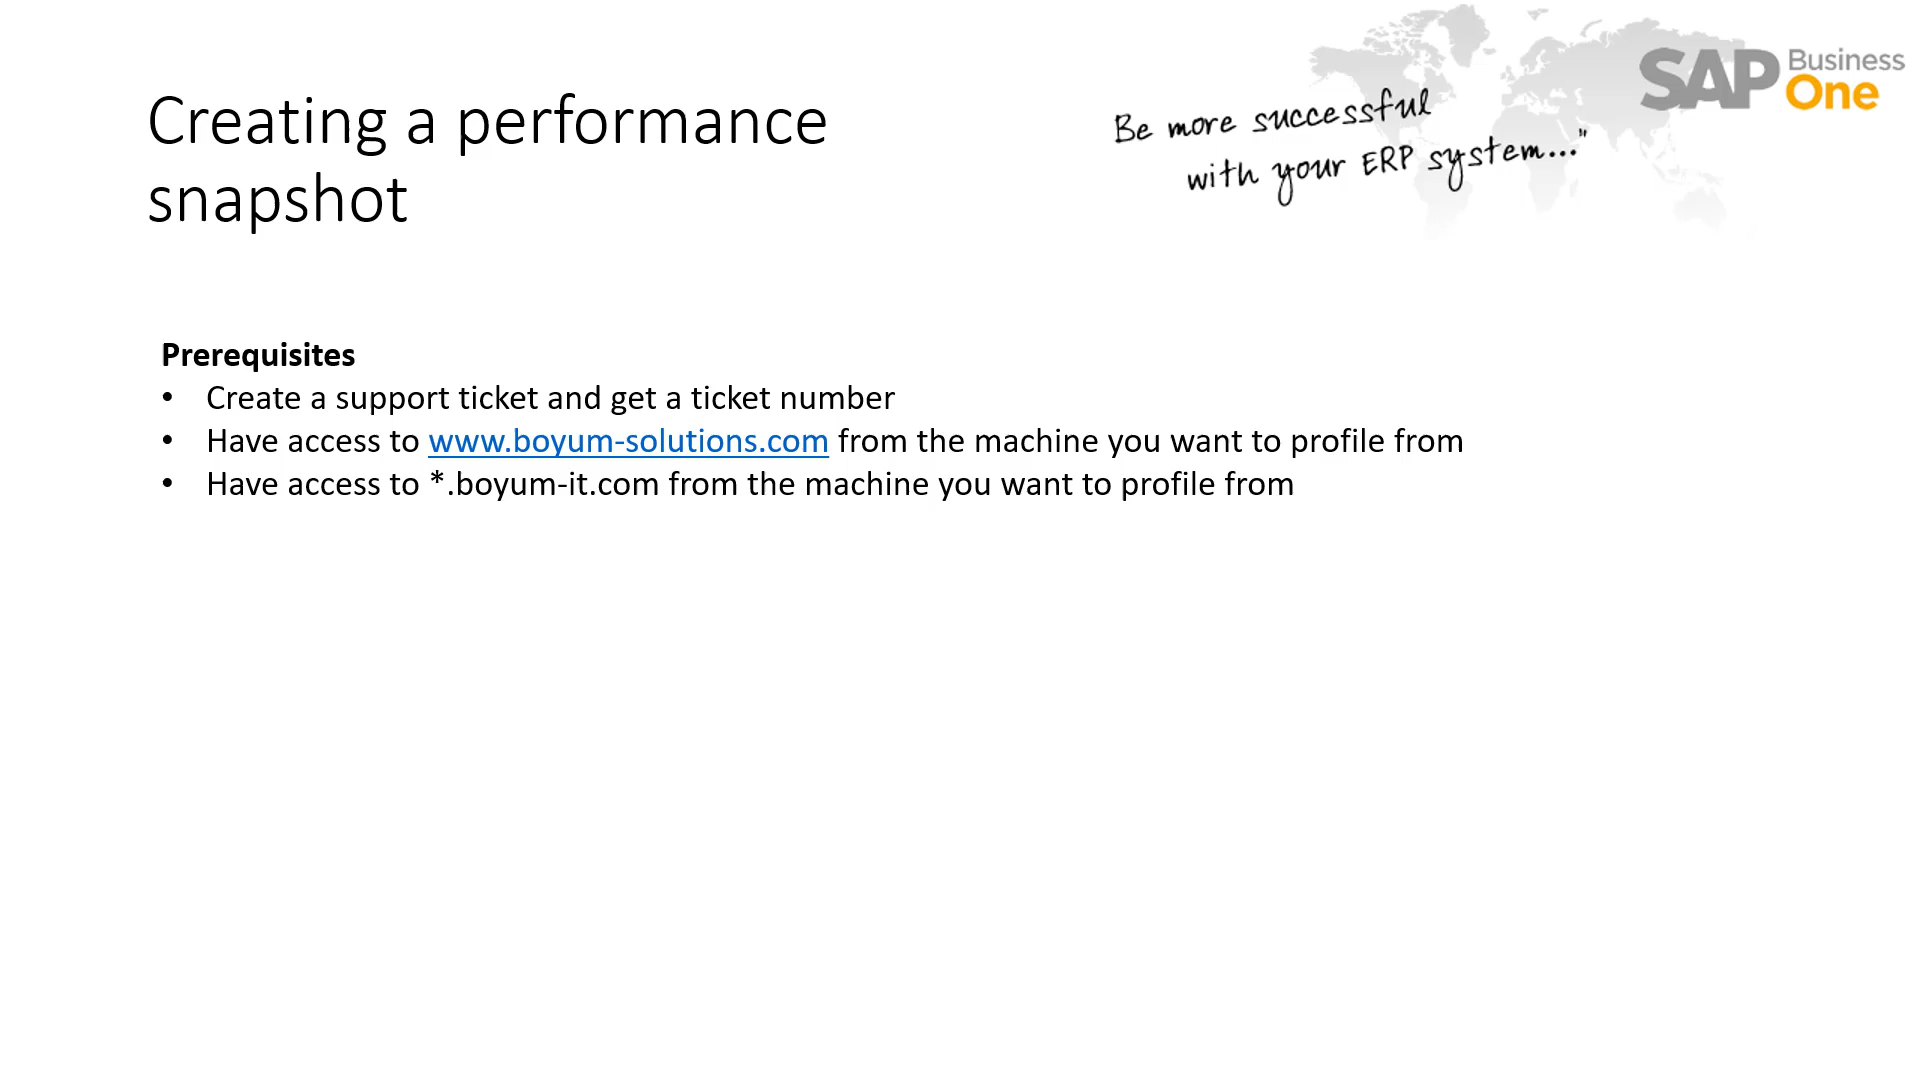 Creating a performance
snapshot
Be more successful
with your ERP system..."
SAP Business One
Prerequisites
• Create a support ticket and get a ticket number
• Have access to www.boyum-solutions.com from the machine you want to profile from
• Have access to *.boyum-it.com from the machine you want to profile from